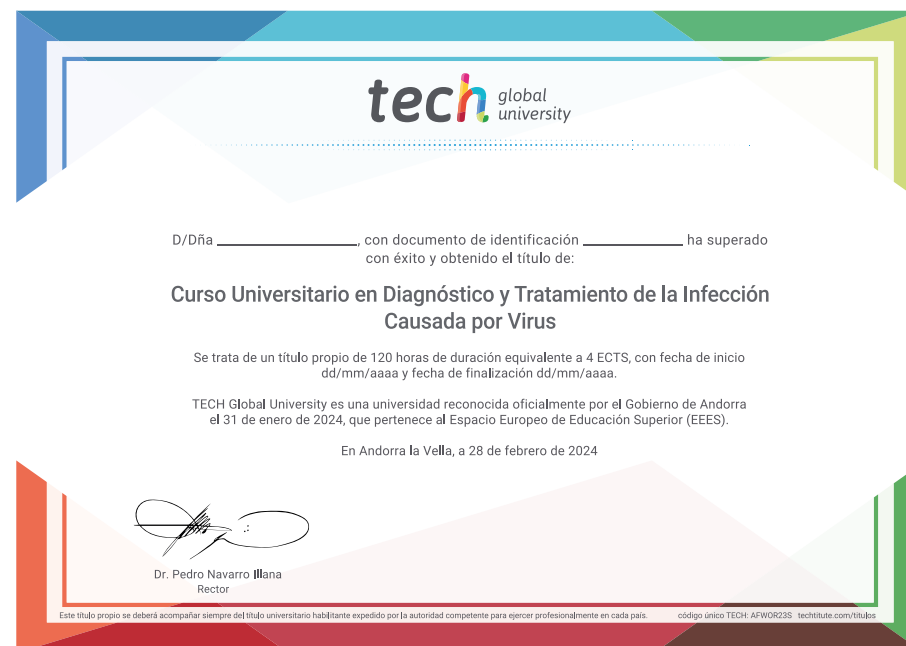 tech global university
D/Dña ____________________, con documento de identificación ______________ ha superado
con éxito y obtenido el título de:
Curso Universitario en Diagnóstico y Tratamiento de la Infección
Causada por Virus
Se trata de un título propio de 120 horas de duración equivalente a 4 ECTS, con fecha de inicio
dd/mm/aaaa y fecha de finalización dd/mm/aaaa.
TECH Global University es una universidad reconocida oficialmente por el Gobierno de Andorra
el 31 de enero de 2024, que pertenece al Espacio Europeo de Educación Superior (EEES).
En Andorra la Vella, a 28 de febrero de 2024
Dr. Pedro Navarro Illana
Rector
Este título propio se deberá acompañar siempre del título universitario habilitante expedido por la autoridad competente para ejercer profesionalmente en cada país. código único TECH: AFWOR23S techtitute.com/titulos